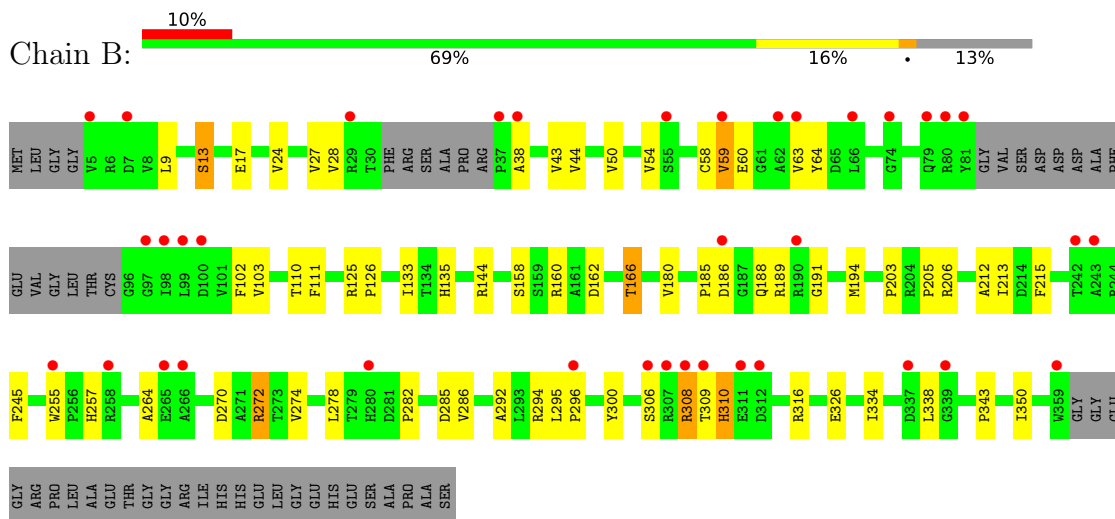 10%
Chain B:
69% 16% • 13%
MET LEU GLY GLY V5 R6 D7 V8 L9 S13 E17 V24 V27 V28 R29 T30 PHE ARG SER ALA PRO ARG P37 A38 V43 V44 V50 V54 S55 C58 V59 E60 G61 A62 V63 Y64 D65 L66 G74 Q79 R80 Y81 GLY VAL SER ASP ASP ASP ALA PHE
GLU VAL GLY LEU THR CYS G96 G97 I98 L99 D100 V101 F102 V103 T110 F111 R125 P126 I133 T134 H135 R144 S158 S159 R160 A161 D162 T166 V180 P185 D186 G187 Q188 R189 R190 G191 M194 P203 R204 P205 R206 A212 I213 D214 F215 T242 A243 R244
F245 W255 P256 H257 R258 A264 E265 A266 D270 A271 R272 T273 V274 L278 T279 H280 D281 P282 D285 V286 A292 L293 R294 L295 P296 Y300 S306 R307 R308 T309 H310 E311 D312 R316 E326 I334 D337 L338 G339 P343 I350 W359 GLY GLY GLU
GLY ARG PRO LEU ALA GLU THR GLY GLY ARG ILE HIS HIS GLU LEU GLY GLU HIS GLU SER ALA PRO ALA SER